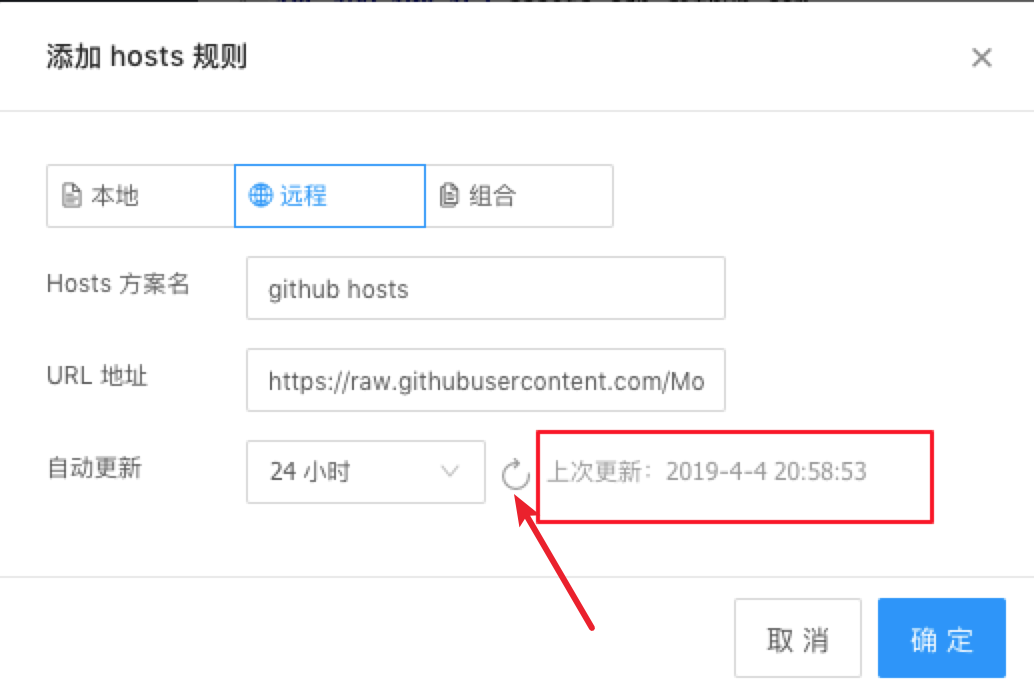 添加 hosts 规则
本地 远程 组合
Hosts 方案名 github hosts
URL 地址 https://raw.githubusercontent.com/Mo
自动更新 24 小时 上次更新：2019-4-4 20:58:53
取 消 确 定